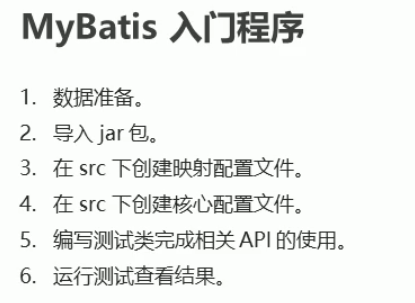 MyBatis 入门程序
1. 数据准备。
2. 导入 jar 包。
3. 在 src 下创建映射配置文件。
4. 在 src 下创建核心配置文件。
5. 编写测试类完成相关 API 的使用。
6. 运行测试查看结果。